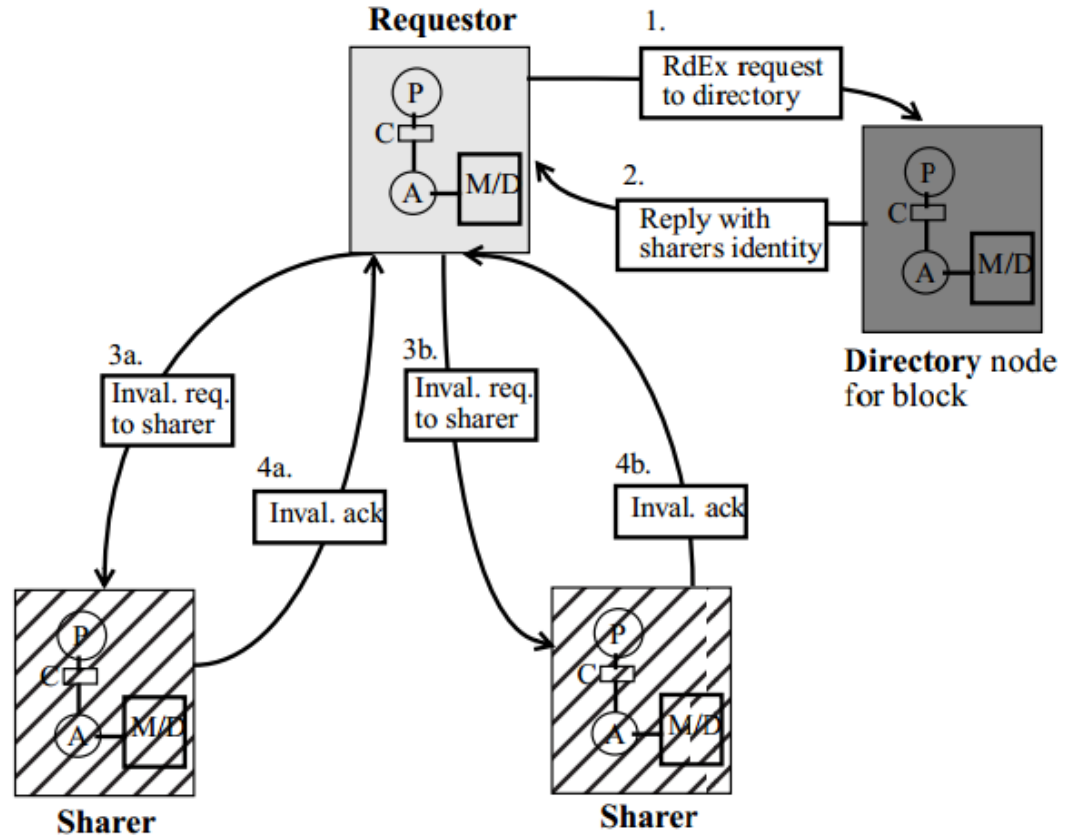 Requestor
P
C
A
M/D
1.
RdEx request
to directory
P
C
A
M/D
2.
Reply with
sharers identity
Directory node
for block
3a.
Inval. req.
to sharer
3b.
Inval. req.
to sharer
4a.
Inval. ack
4b.
Inval. ack
P
C
A
M/D
Sharer
P
C
A
M/D
Sharer